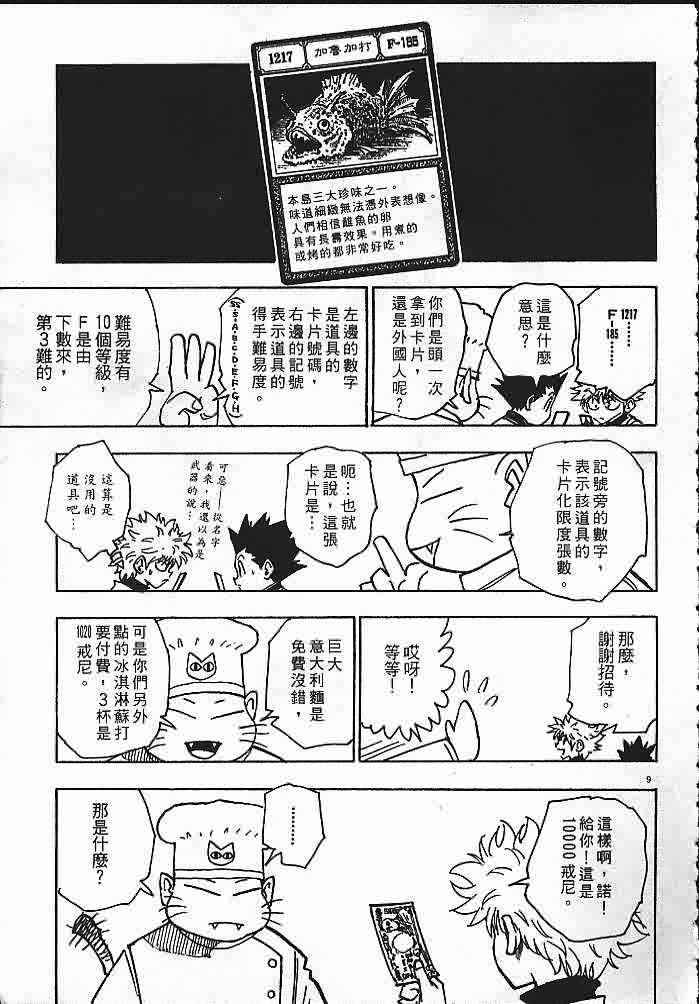 1217 加魯加打 F-185
本島三大珍味之一。
味道細緻無法憑外表想像。
人們相信雌魚的卵
具有長壽效果。用煮的
或烤的都非常好吃。
1217……
F-185……
這是什麼
意思？
你們是頭一次
拿到卡片，
還是外國人呢？
左邊的數字
是道具的
卡片號碼，
右邊的記號
表示道具的
得手難易度。
(SS·S·A·B·C·D·E·F·G·H)
難易度有
10個等級，
F是由
下數來，
第3難的。
記號旁的數字，
表示該道具的
卡片化限度張數。
呃…也就
是說，這張
卡片是…
可惡——從名字
看來，我還以為是
武器的說…
這算是
沒用的
道具吧…
那麼，
謝謝招待。
哎呀！
等等！
巨大
意大利麵是
免費沒錯，
可是你們另外
點的冰淇淋蘇打
要付費！3杯是
1020戒尼。
9
這樣啊，諾！
給你！這是
10000戒尼。
………
那是什麼？